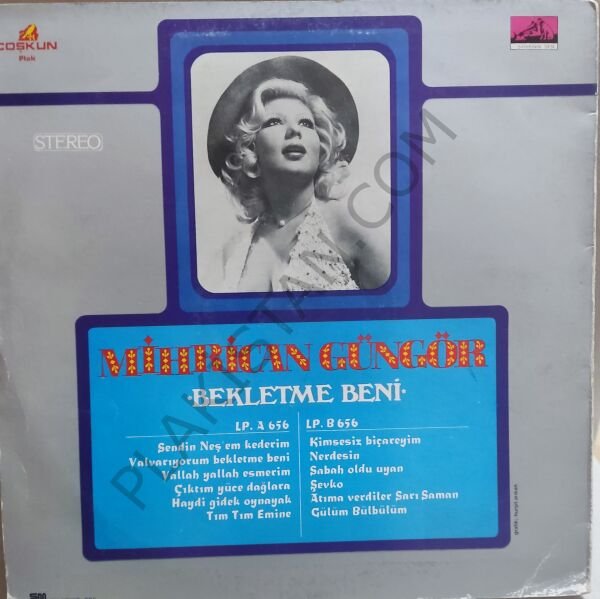 COŞKUN
Plak
STEREO
PLAKISTAN.COM
MİHRİCAN GÜNGÖR
·BEKLETME BENİ·
LP. A 656
Sendin Neş'em kederim
Yalvarıyorum bekletme beni
Vallah yallah esmerim
Çıktım yüce dağlara
Haydi gidek oynayak
Tım Tım Emine
LP. B 656
Kimsesiz biçareyim
Nerdesin
Sabah oldu uyan
Şevko
Atıma verdiler Sarı Saman
Gülüm Bülbülüm